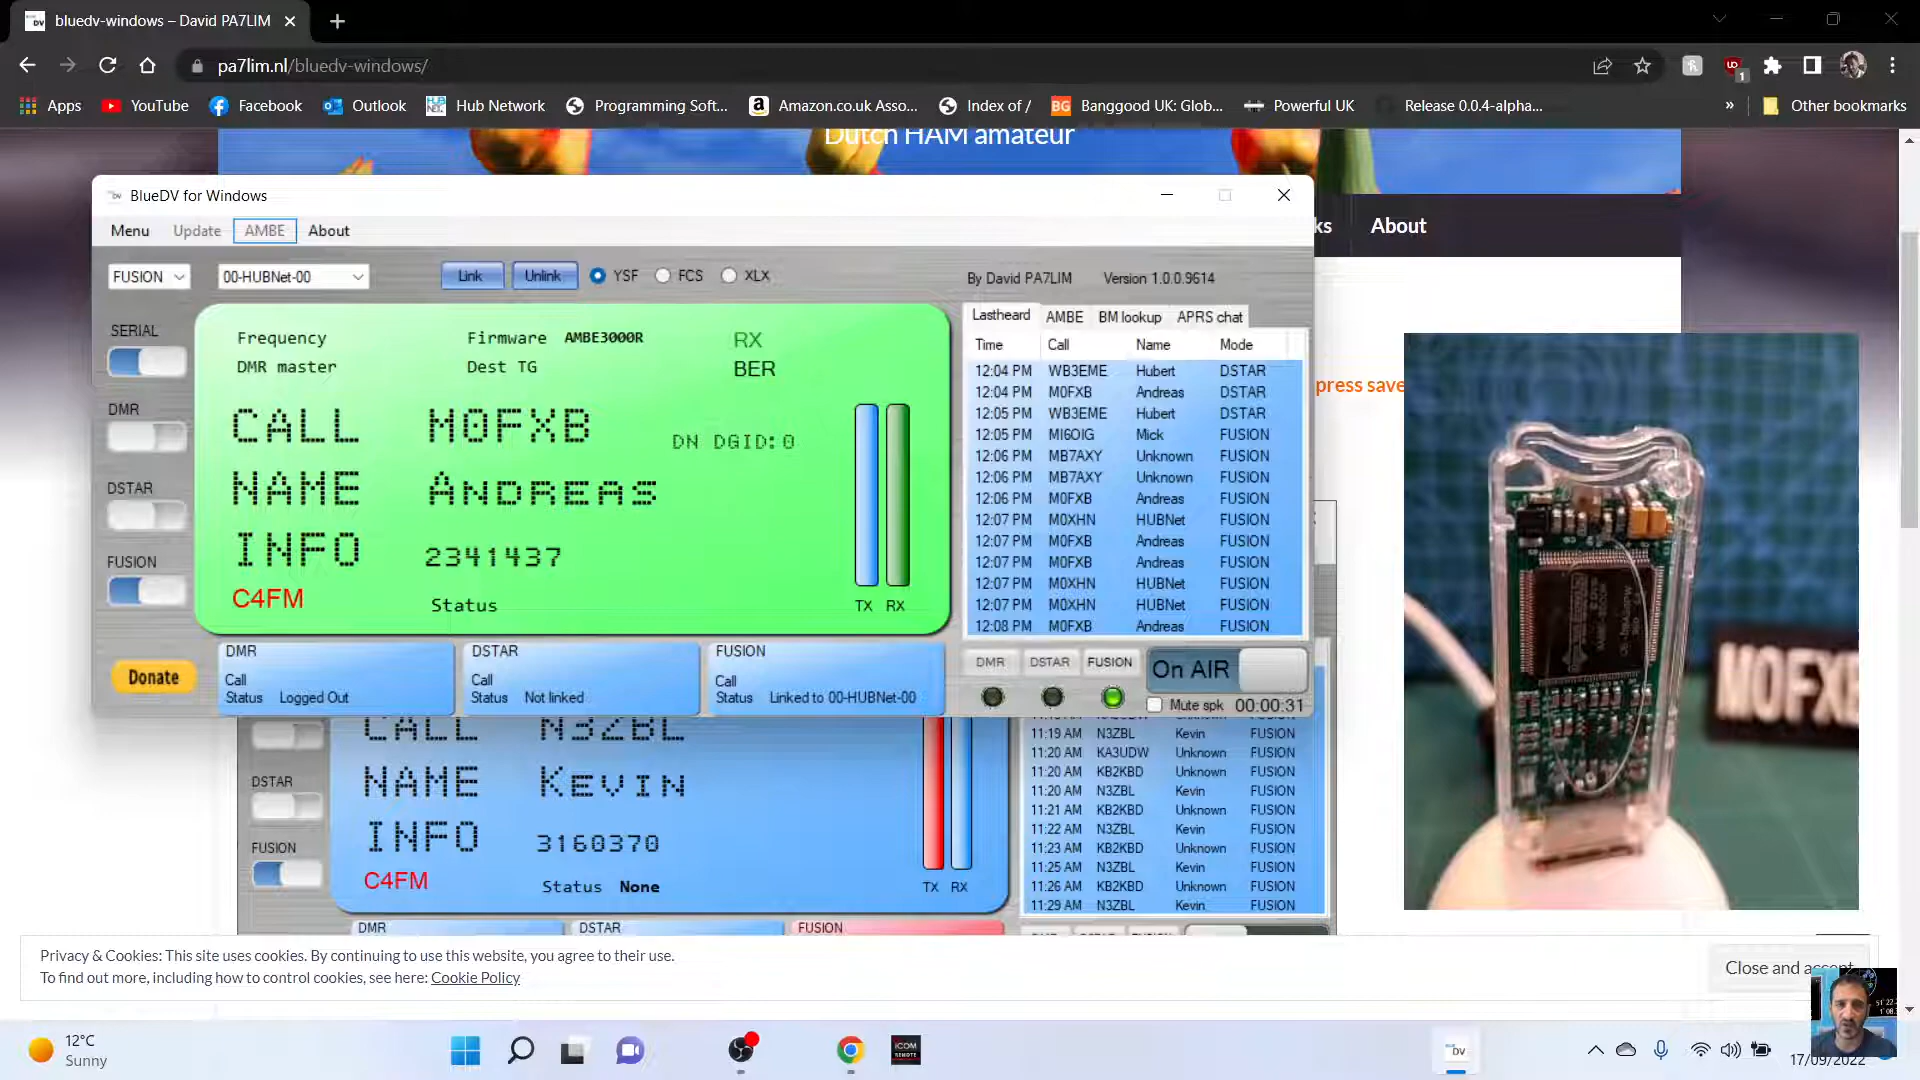 bluedv-windows – David PA7LIM
pa7lim.nl/bluedv-windows/
1
Apps YouTube Facebook Outlook Hub Network Programming Soft... Amazon.co.uk Asso... Index of / Banggood UK: Glob... Powerful UK Release 0.0.4-alpha... » Other bookmarks
Dutch HAM amateur
ks About
press save
BlueDV for Windows
Menu Update AMBE About
FUSION 00-HUBNet-00 Link Unlink YSF FCS XLX By David PA7LIM Version 1.0.0.9614
SERIAL
DMR
DSTAR
FUSION
Donate
Frequency Firmware AMBE3000R RX
DMR master Dest TG BER
CALL M0FXB DN DGID:0
NAME ANDREAS
INFO 2341437
C4FM Status TX RX
Lastheard AMBE BM lookup APRS chat
Time Call Name Mode
12:04 PM WB3EME Hubert DSTAR
12:04 PM M0FXB Andreas DSTAR
12:05 PM WB3EME Hubert DSTAR
12:05 PM MI6OIG Mick FUSION
12:06 PM MB7AXY Unknown FUSION
12:06 PM MB7AXY Unknown FUSION
12:06 PM M0FXB Andreas FUSION
12:07 PM M0XHN HUBNet FUSION
12:07 PM M0FXB Andreas FUSION
12:07 PM M0FXB Andreas FUSION
12:07 PM M0XHN HUBNet FUSION
12:07 PM M0XHN HUBNet FUSION
12:08 PM M0FXB Andreas FUSION
DMR
Call
Status Logged Out
DSTAR
Call
Status Not linked
FUSION
Call
Status Linked to 00-HUBNet-00
DMR DSTAR FUSION On AIR
Mute spk 00:00:31
CALL N3ZBL
NAME KEVIN
INFO 3160370
C4FM Status None TX RX
DSTAR
FUSION
11:19 AM N3ZBL Kevin FUSION
11:20 AM KA3UDW Unknown FUSION
11:20 AM KB2KBD Unknown FUSION
11:20 AM N3ZBL Kevin FUSION
11:21 AM KB2KBD Unknown FUSION
11:22 AM N3ZBL Kevin FUSION
11:23 AM KB2KBD Unknown FUSION
11:25 AM N3ZBL Kevin FUSION
11:26 AM KB2KBD Unknown FUSION
11:29 AM N3ZBL Kevin FUSION
DMR DSTAR FUSION
M0FXB
Privacy & Cookies: This site uses cookies. By continuing to use this website, you agree to their use.
To find out more, including how to control cookies, see here: Cookie Policy
Close and accept
12°C
Sunny
ICOM
REMOTE
DV
17/09/2022